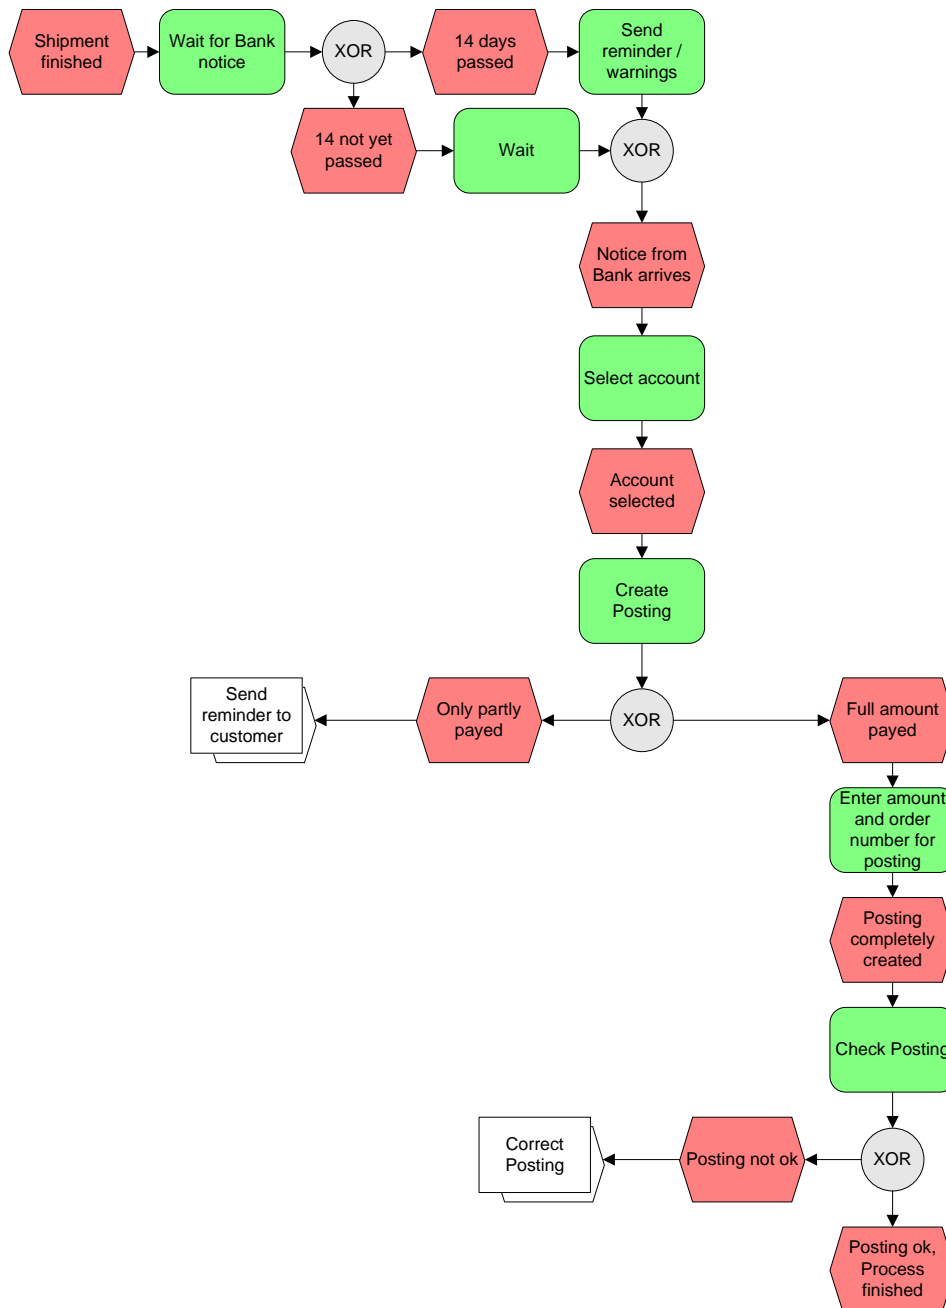 Shipment
finished
Wait for Bank
notice
XOR
14 days
passed
Send
reminder /
warnings
14 not yet
passed
Wait
XOR
Notice from
Bank arrives
Select account
Account
selected
Create
Posting
Send
reminder to
customer
Only partly
payed
XOR
Full amount
payed
Enter amount
and order
number for
posting
Posting
completely
created
Check Posting
Correct
Posting
Posting not ok
XOR
Posting ok,
Process
finished